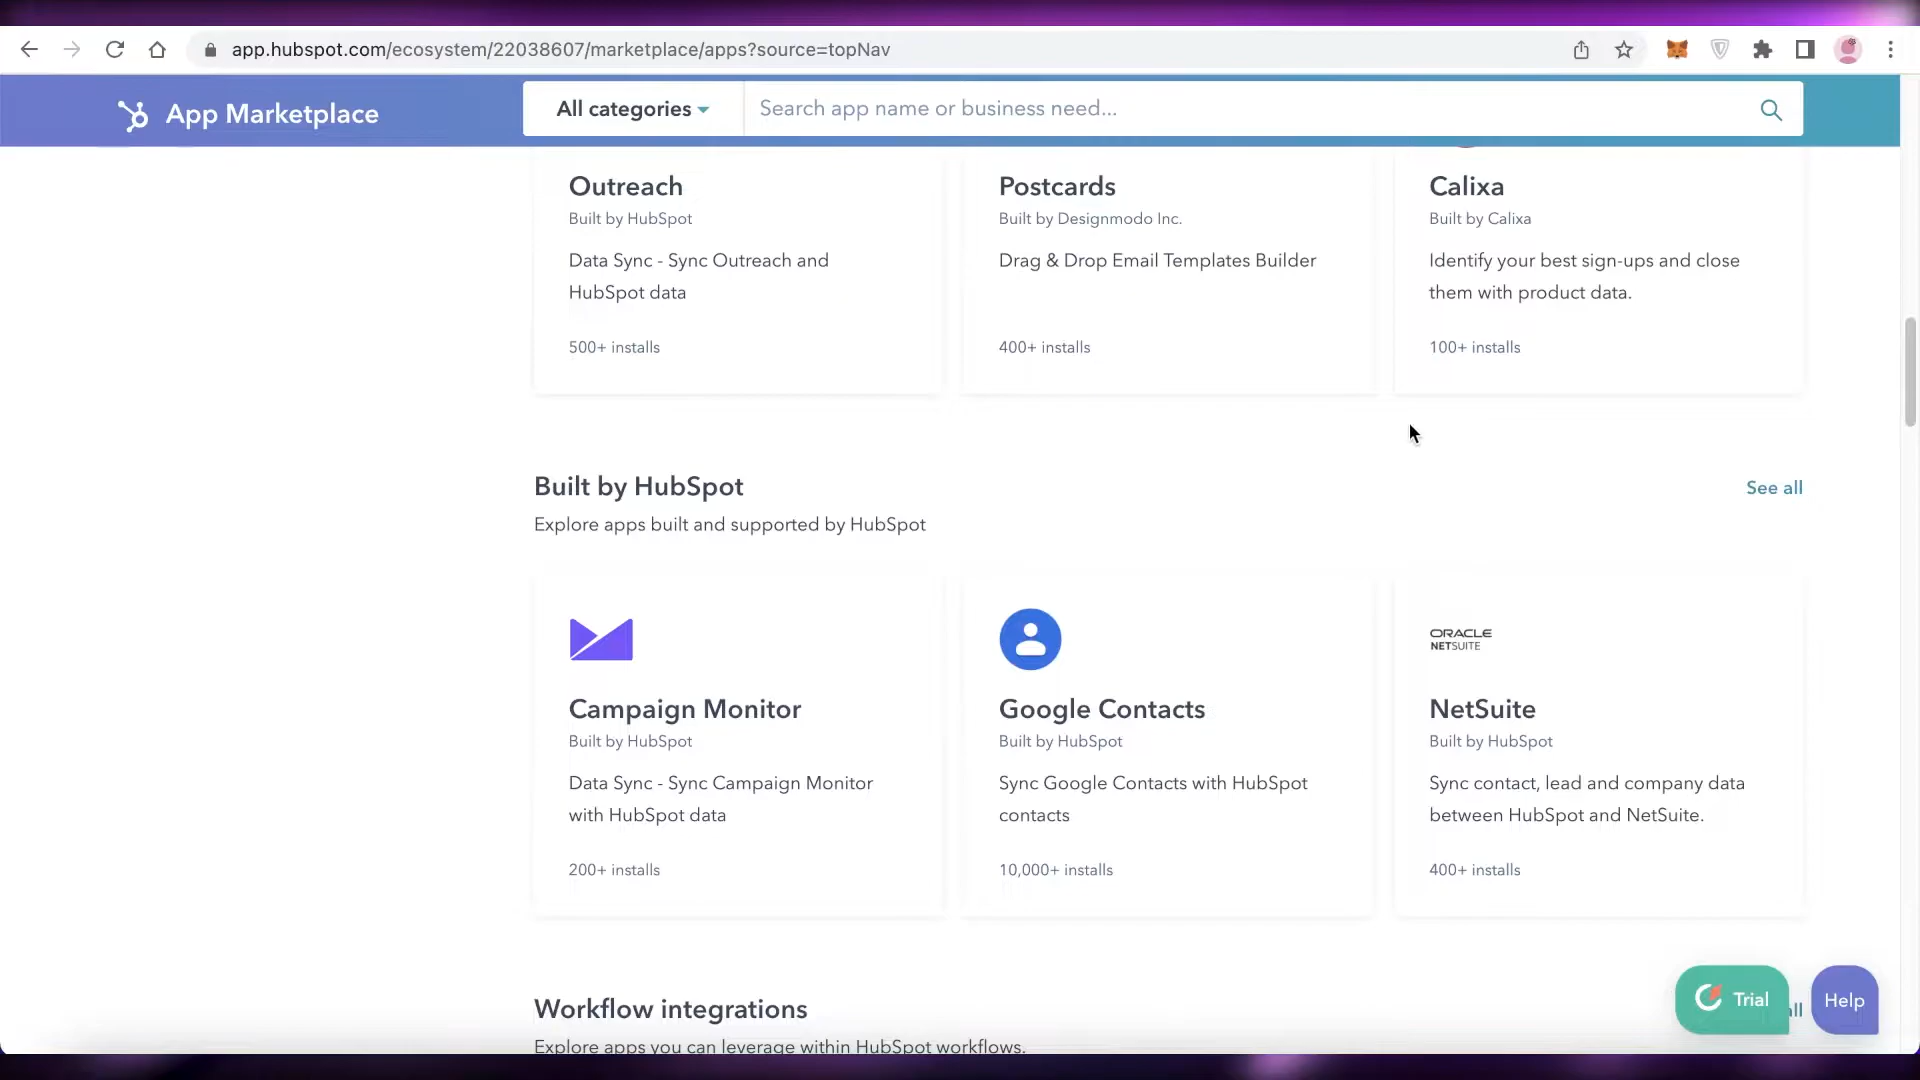 app.hubspot.com/ecosystem/22038607/marketplace/apps?source=topNav
App Marketplace
All categories
Search app name or business need...
Outreach
Built by HubSpot
Data Sync - Sync Outreach and
HubSpot data
500+ installs
Postcards
Built by Designmodo Inc.
Drag & Drop Email Templates Builder
400+ installs
Calixa
Built by Calixa
Identify your best sign-ups and close
them with product data.
100+ installs
Built by HubSpot
See all
Explore apps built and supported by HubSpot
Campaign Monitor
Built by HubSpot
Data Sync - Sync Campaign Monitor
with HubSpot data
200+ installs
Google Contacts
Built by HubSpot
Sync Google Contacts with HubSpot
contacts
10,000+ installs
ORACLE
NETSUITE
NetSuite
Built by HubSpot
Sync contact, lead and company data
between HubSpot and NetSuite.
400+ installs
Workflow integrations
Explore apps you can leverage within HubSpot workflows.
Trial
Help